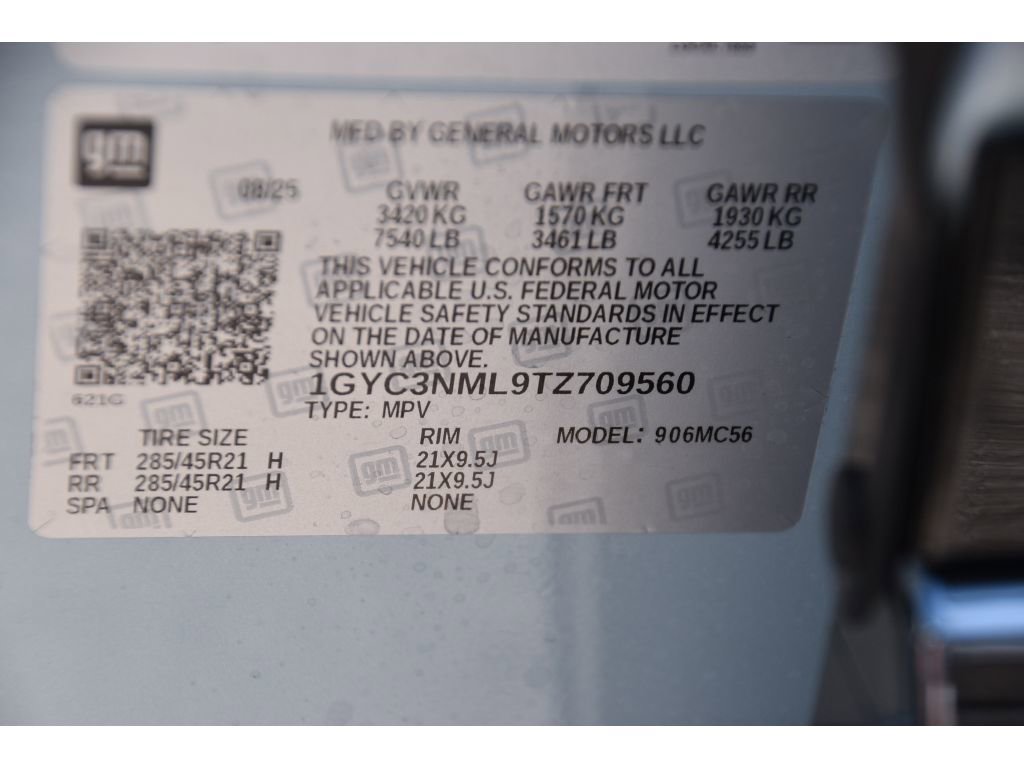 gm
MFD BY GENERAL MOTORS LLC
08/25 GVWR GAWR FRT GAWR RR
3420 KG 1570 KG 1930 KG
7540 LB 3461 LB 4255 LB
THIS VEHICLE CONFORMS TO ALL
APPLICABLE U.S. FEDERAL MOTOR
VEHICLE SAFETY STANDARDS IN EFFECT
ON THE DATE OF MANUFACTURE
SHOWN ABOVE.
1GYC3NML9TZ709560
621G
TYPE: MPV
TIRE SIZE RIM MODEL: 906MC56
FRT 285/45R21 H 21X9.5J
RR 285/45R21 H 21X9.5J
SPA NONE NONE